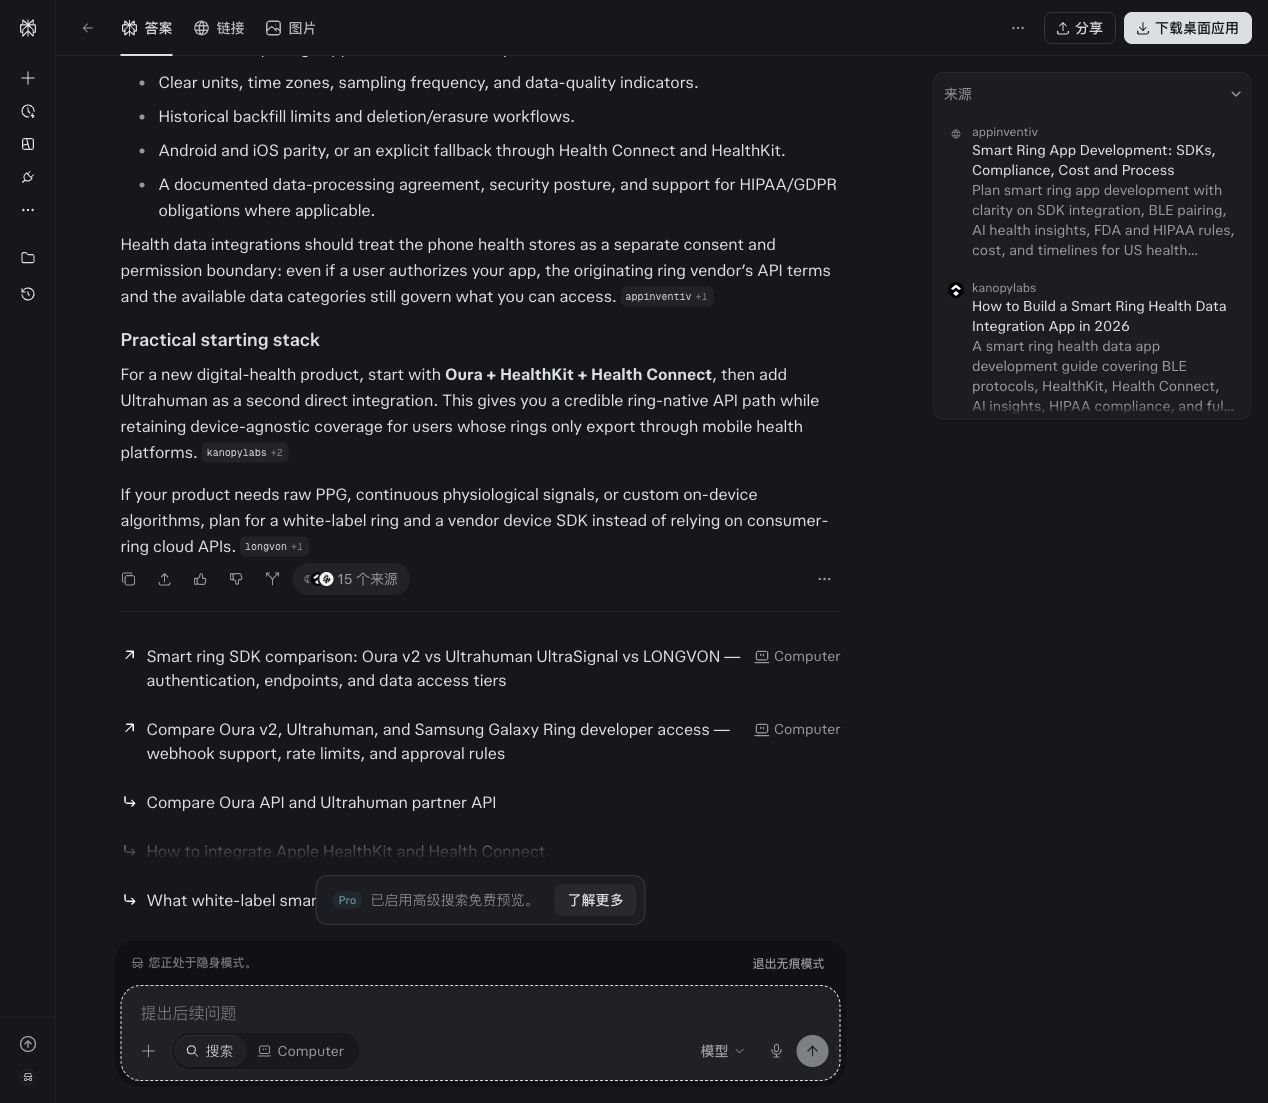 答案
链接
图片
分享
下载桌面应用
Clear units, time zones, sampling frequency, and data-quality indicators.
Historical backfill limits and deletion/erasure workflows.
Android and iOS parity, or an explicit fallback through Health Connect and HealthKit.
A documented data-processing agreement, security posture, and support for HIPAA/GDPR
obligations where applicable.
Health data integrations should treat the phone health stores as a separate consent and
permission boundary: even if a user authorizes your app, the originating ring vendor’s API terms
and the available data categories still govern what you can access. appinventiv +1
Practical starting stack
For a new digital-health product, start with Oura + HealthKit + Health Connect, then add
Ultrahuman as a second direct integration. This gives you a credible ring-native API path while
retaining device-agnostic coverage for users whose rings only export through mobile health
platforms. kanopylabs +2
If your product needs raw PPG, continuous physiological signals, or custom on-device
algorithms, plan for a white-label ring and a vendor device SDK instead of relying on consumer-
ring cloud APIs. longvon +1
15 个来源
Smart ring SDK comparison: Oura v2 vs Ultrahuman UltraSignal vs LONGVON —
authentication, endpoints, and data access tiers
Computer
Compare Oura v2, Ultrahuman, and Samsung Galaxy Ring developer access —
webhook support, rate limits, and approval rules
Computer
Compare Oura API and Ultrahuman partner API
How to integrate Apple HealthKit and Health Connect
What white-label smar
Pro 已启用高级搜索免费预览。 了解更多
您正处于隐身模式。 退出无痕模式
提出后续问题
搜索 Computer 模型
来源
appinventiv
Smart Ring App Development: SDKs,
Compliance, Cost and Process
Plan smart ring app development with
clarity on SDK integration, BLE pairing,
AI health insights, FDA and HIPAA rules,
cost, and timelines for US health...
kanopylabs
How to Build a Smart Ring Health Data
Integration App in 2026
A smart ring health data app
development guide covering BLE
protocols, HealthKit, Health Connect,
AI insights, HIPAA compliance, and ful...